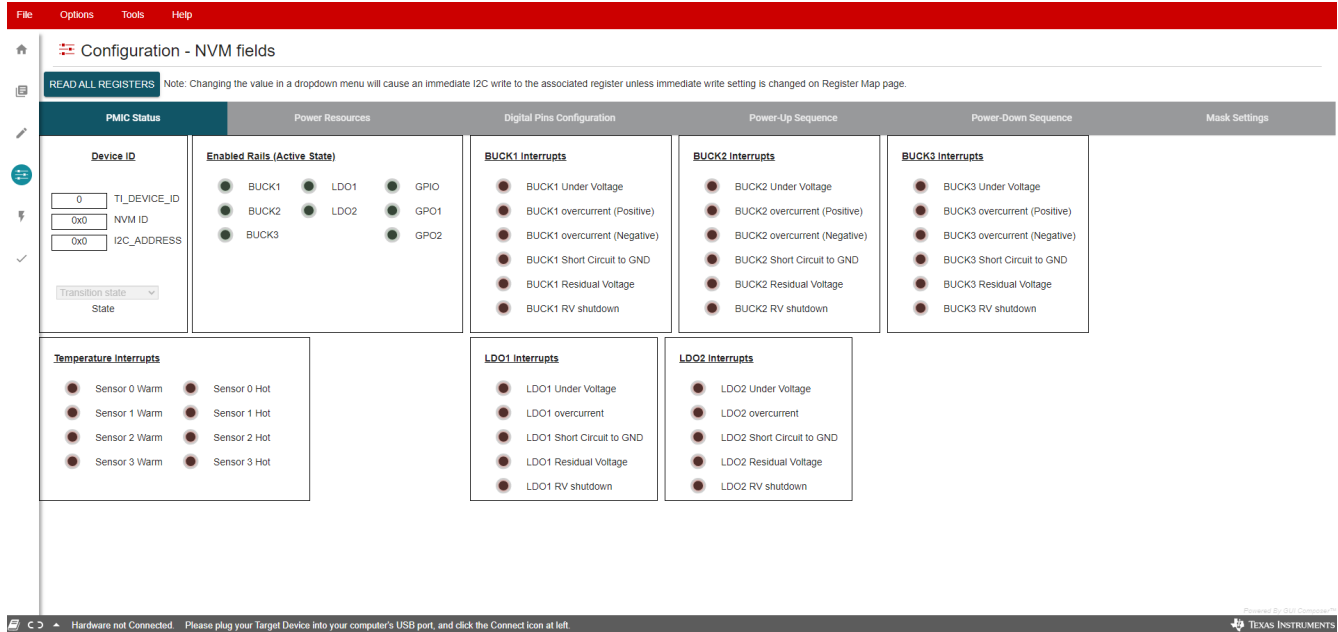 File Options Tools Help
Configuration - NVM fields
READ ALL REGISTERS Note: Changing the value in a dropdown menu will cause an immediate I2C write to the associated register unless immediate write setting is changed on Register Map page.
PMIC Status Power Resources Digital Pins Configuration Power-Up Sequence Power-Down Sequence Mask Settings
Device ID
0 TI_DEVICE_ID
0x0 NVM ID
0x0 I2C_ADDRESS
Transition state
State
Enabled Rails (Active State)
BUCK1 LDO1 GPIO
BUCK2 LDO2 GPO1
BUCK3 GPO2
BUCK1 Interrupts
BUCK1 Under Voltage
BUCK1 overcurrent (Positive)
BUCK1 overcurrent (Negative)
BUCK1 Short Circuit to GND
BUCK1 Residual Voltage
BUCK1 RV shutdown
BUCK2 Interrupts
BUCK2 Under Voltage
BUCK2 overcurrent (Positive)
BUCK2 overcurrent (Negative)
BUCK2 Short Circuit to GND
BUCK2 Residual Voltage
BUCK2 RV shutdown
BUCK3 Interrupts
BUCK3 Under Voltage
BUCK3 overcurrent (Positive)
BUCK3 overcurrent (Negative)
BUCK3 Short Circuit to GND
BUCK3 Residual Voltage
BUCK3 RV shutdown
Temperature Interrupts
Sensor 0 Warm Sensor 0 Hot
Sensor 1 Warm Sensor 1 Hot
Sensor 2 Warm Sensor 2 Hot
Sensor 3 Warm Sensor 3 Hot
LDO1 Interrupts
LDO1 Under Voltage
LDO1 overcurrent
LDO1 Short Circuit to GND
LDO1 Residual Voltage
LDO1 RV shutdown
LDO2 Interrupts
LDO2 Under Voltage
LDO2 overcurrent
LDO2 Short Circuit to GND
LDO2 Residual Voltage
LDO2 RV shutdown
Powered By GUI Composer™
Hardware not Connected. Please plug your Target Device into your computer's USB port, and click the Connect icon at left. TEXAS INSTRUMENTS